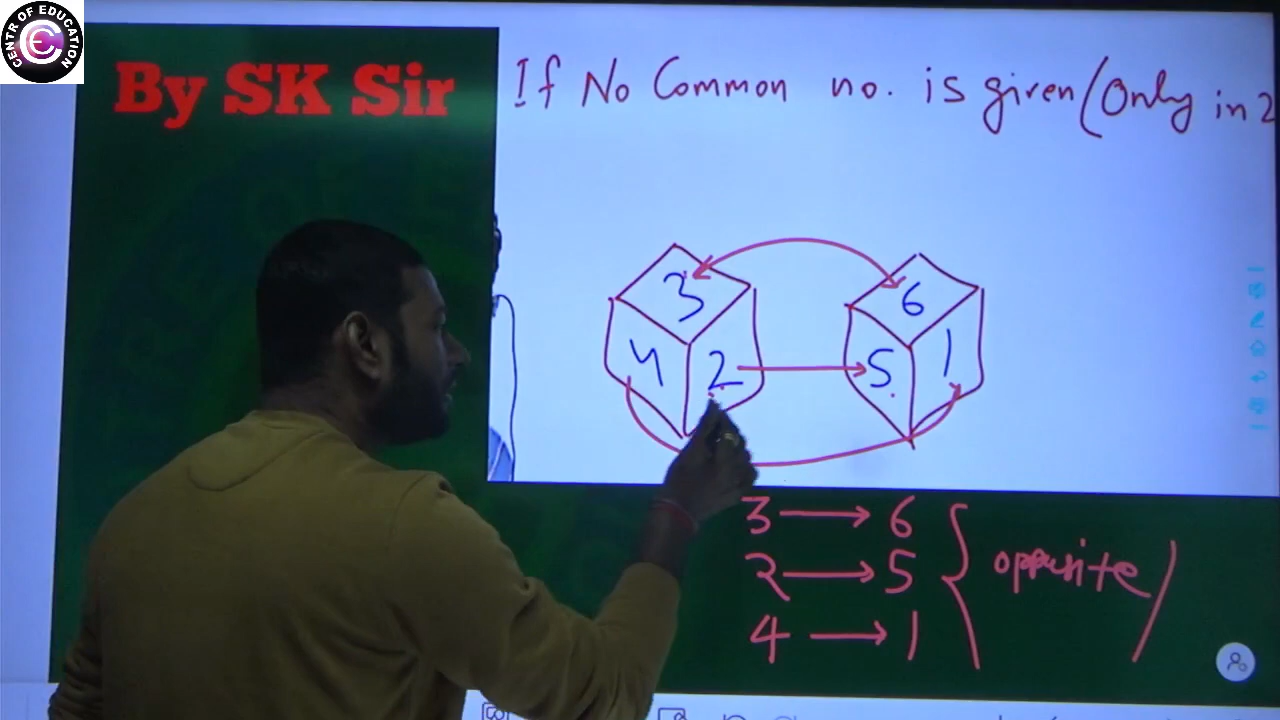 CENTR OF EDUCATION
By SK Sir
If No Common no. is given (Only in 2
3 6
4 2 5 1
3 → 6
2 → 5
4 → 1
opposite